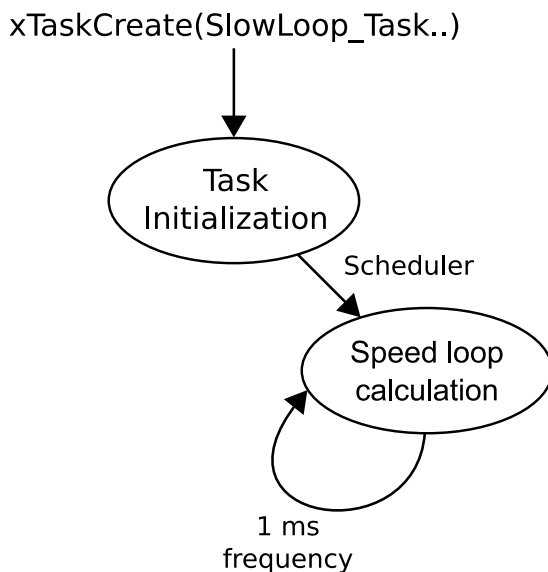 xTaskCreate(SlowLoop_Task..)
Task
Initialization
Scheduler
Speed loop
calculation
1 ms
frequency